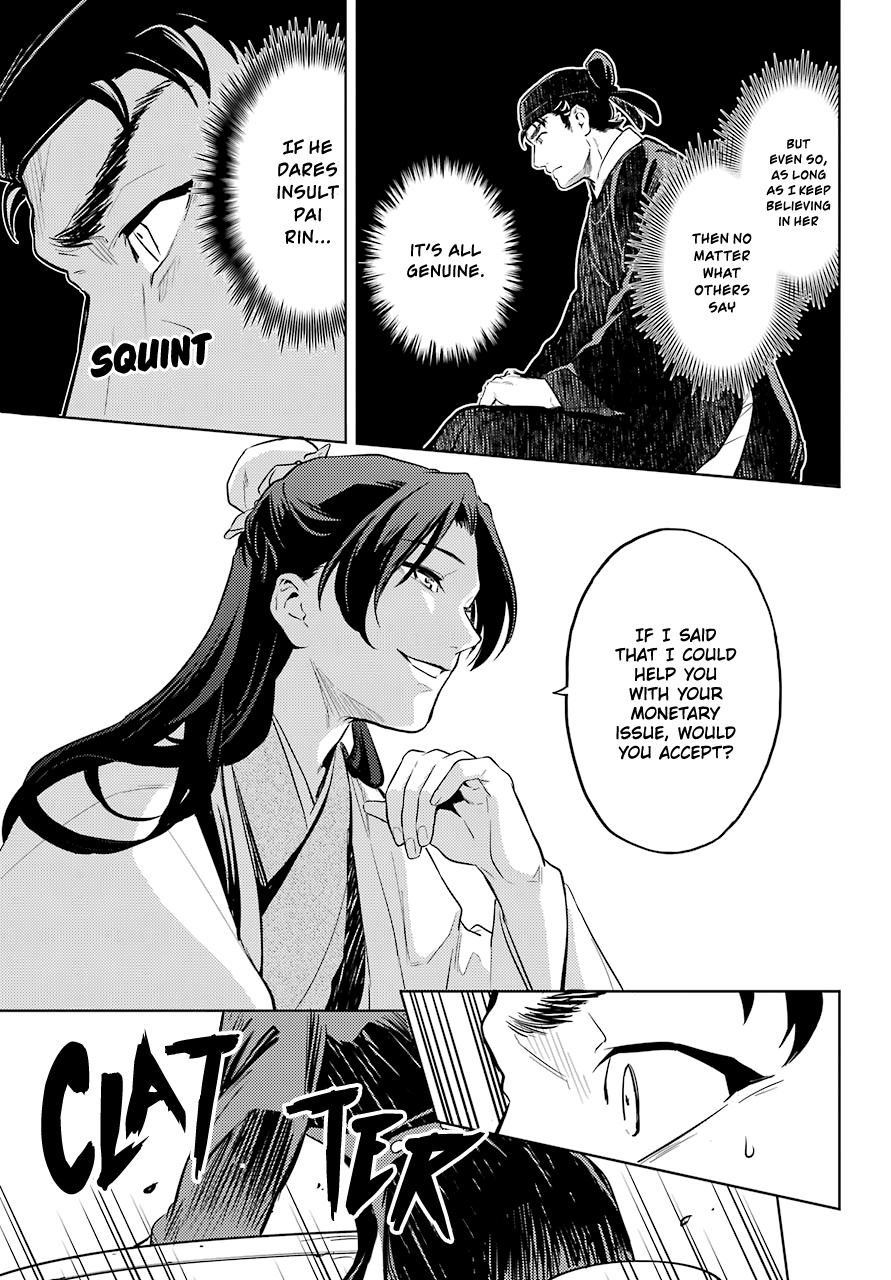 BUT
EVEN SO,
AS LONG
AS I KEEP
BELIEVING
IN HER
THEN NO
MATTER
WHAT
OTHERS
SAY
IT'S ALL
GENUINE.
IF HE
DARES
INSULT
PAI
RIN...
SQUINT
IF I SAID
THAT I COULD
HELP YOU
WITH YOUR
MONETARY
ISSUE, WOULD
YOU ACCEPT?
CLAT
TER